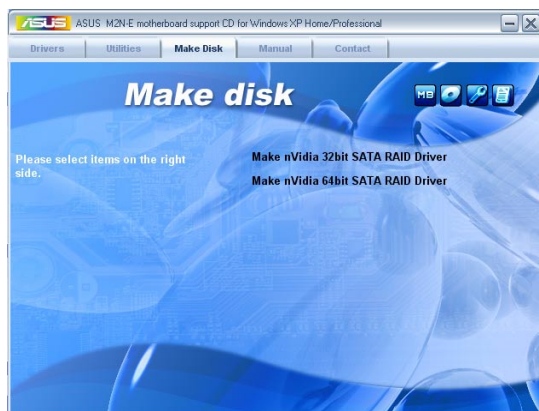 ASUS M2N-E motherboard support CD for Windows XP Home/Professional
Drivers Utilities Make Disk Manual Contact
Make disk
MB
Please select items on the right
side.
Make nVidia 32bit SATA RAID Driver
Make nVidia 64bit SATA RAID Driver